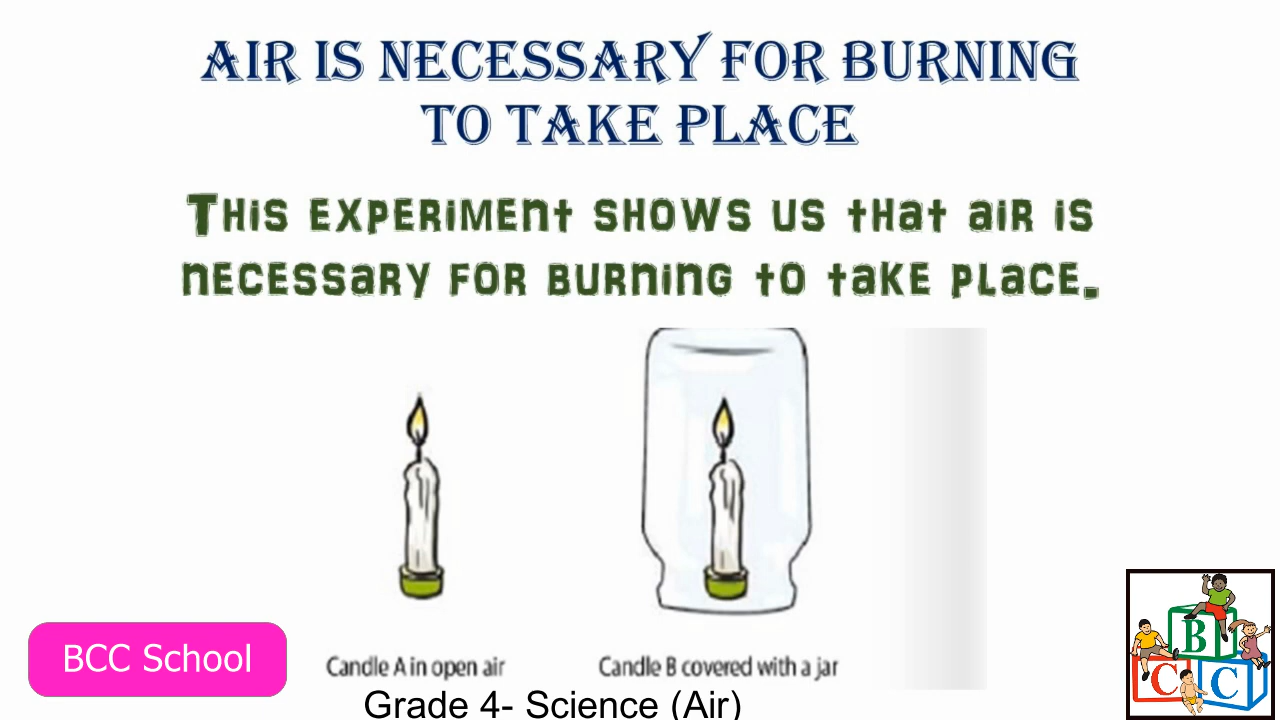 AIR IS NECESSARY FOR BURNING
TO TAKE PLACE
This experiment shows us that air is
necessary for burning to take place.
Candle A in open air
Candle B covered with a jar
BCC School
Grade 4- Science (Air)
B
C C